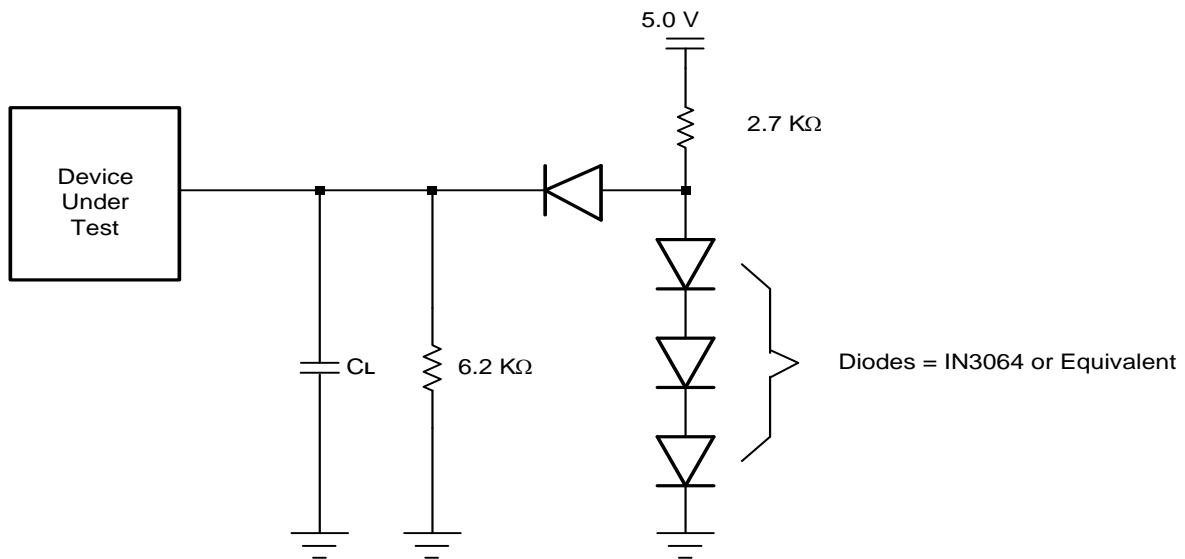 5.0 V
2.7 KΩ
Device
Under
Test
CL
6.2 KΩ
Diodes = IN3064 or Equivalent